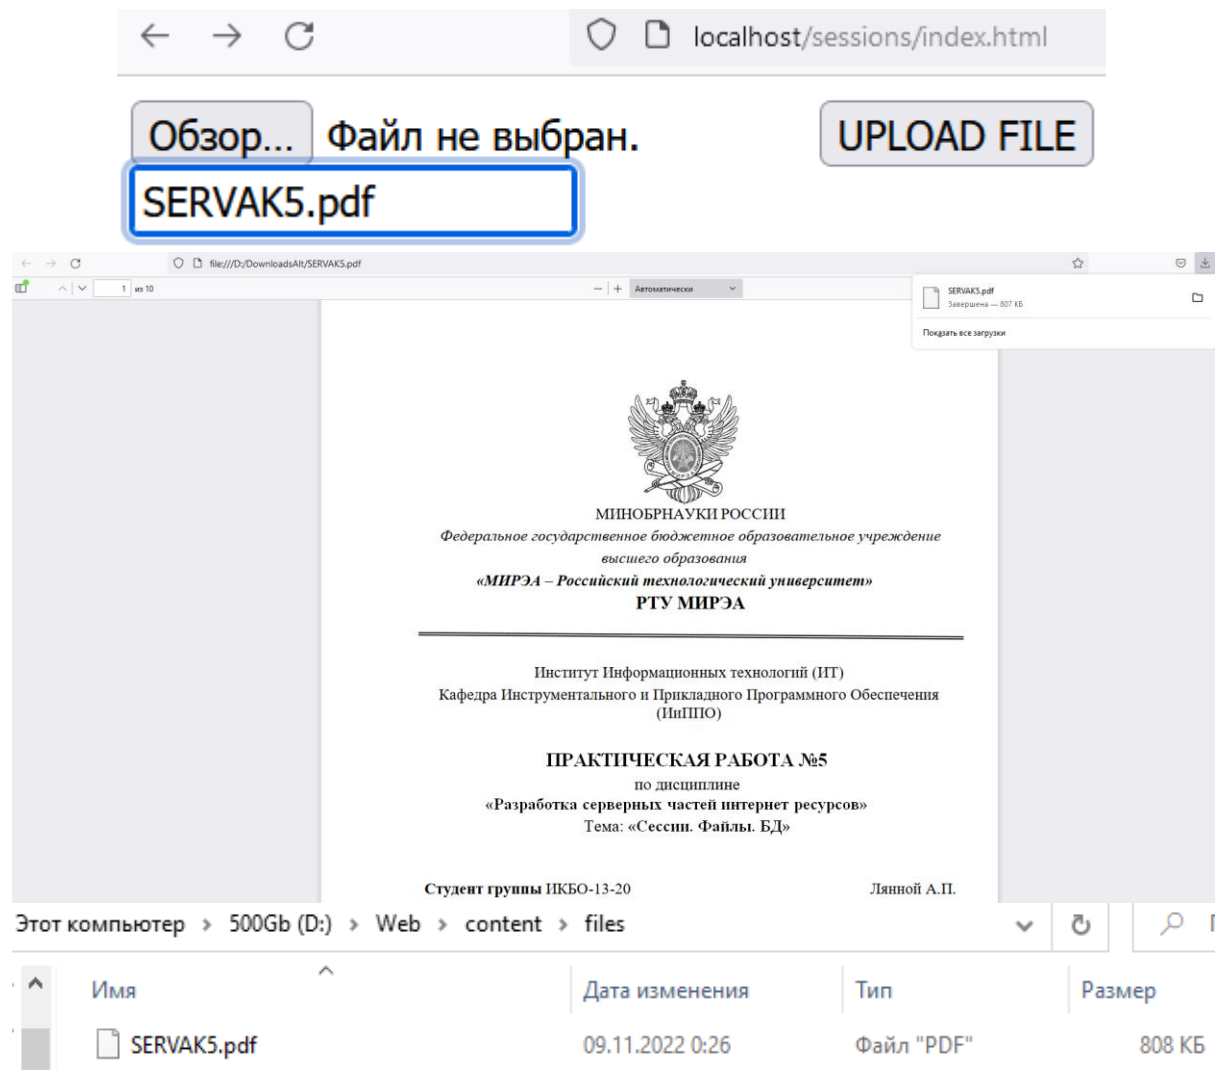 localhost/sessions/index.html
Обзор... Файл не выбран. UPLOAD FILE
SERVAK5.pdf
file:///D:/DownloadsAlt/SERVAK5.pdf
1 из 10
Автоматически
SERVAK5.pdf
Завершена — 807 КБ
Показать все загрузки
МИНОБРНАУКИ РОССИИ
Федеральное государственное бюджетное образовательное учреждение
высшего образования
«МИРЭА – Российский технологический университет»
РТУ МИРЭА
Институт Информационных технологий (ИТ)
Кафедра Инструментального и Прикладного Программного Обеспечения
(ИиППО)
ПРАКТИЧЕСКАЯ РАБОТА №5
по дисциплине
«Разработка серверных частей интернет ресурсов»
Тема: «Сессии. Файлы. БД»
Студент группы ИКБО-13-20 Лянной А.П.
Этот компьютер > 500Gb (D:) > Web > content > files
Имя Дата изменения Тип Размер
SERVAK5.pdf 09.11.2022 0:26 Файл "PDF" 808 КБ